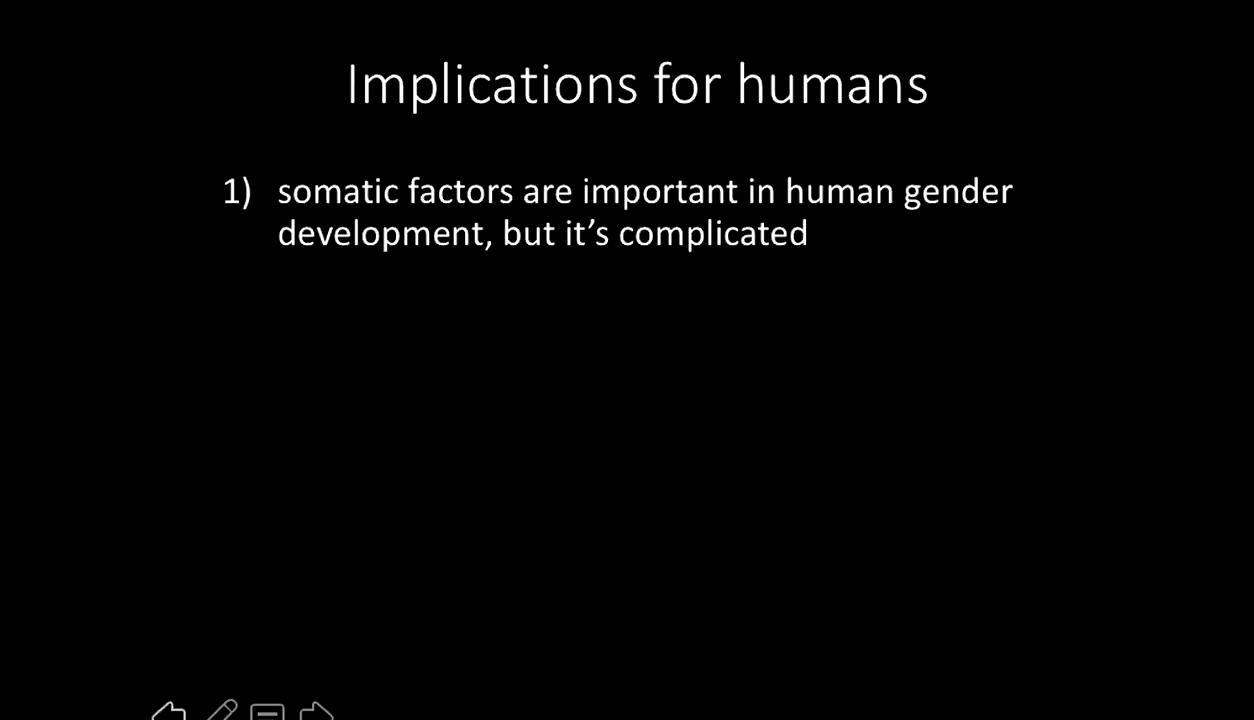 Implications for humans
1) somatic factors are important in human gender
development, but it's complicated